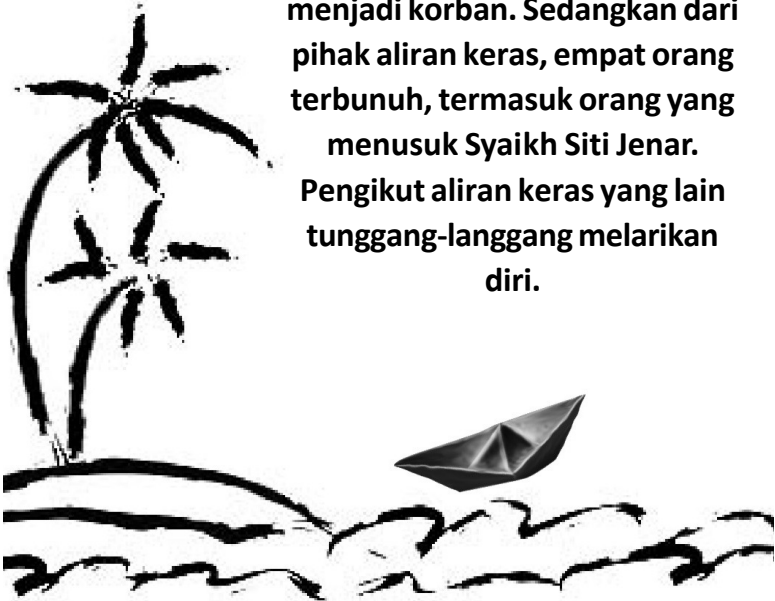 menjadi korban. Sedangkan dari
pihak aliran keras, empat orang
terbunuh, termasuk orang yang
menusuk Syaikh Siti Jenar.
Pengikut aliran keras yang lain
tunggang-langgang melarikan
diri.